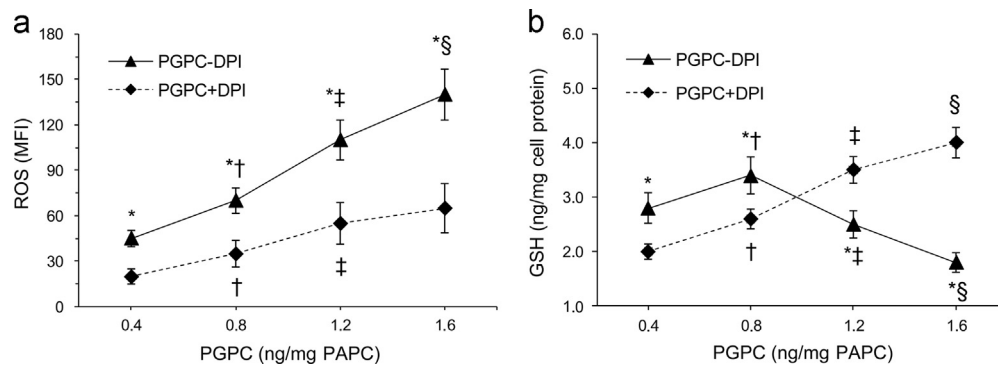 a
180
150
120
90
60
30
0
ROS (MFI)
PGPC-DPI
PGPC+DPI
*
*†
*‡
*§
†
‡
0.4 0.8 1.2 1.6
PGPC (ng/mg PAPC)
b
6.0
5.0
4.0
3.0
2.0
1.0
GSH (ng/mg cell protein)
PGPC-DPI
PGPC+DPI
*
*†
‡
§
†
*‡
*§
0.4 0.8 1.2 1.6
PGPC (ng/mg PAPC)